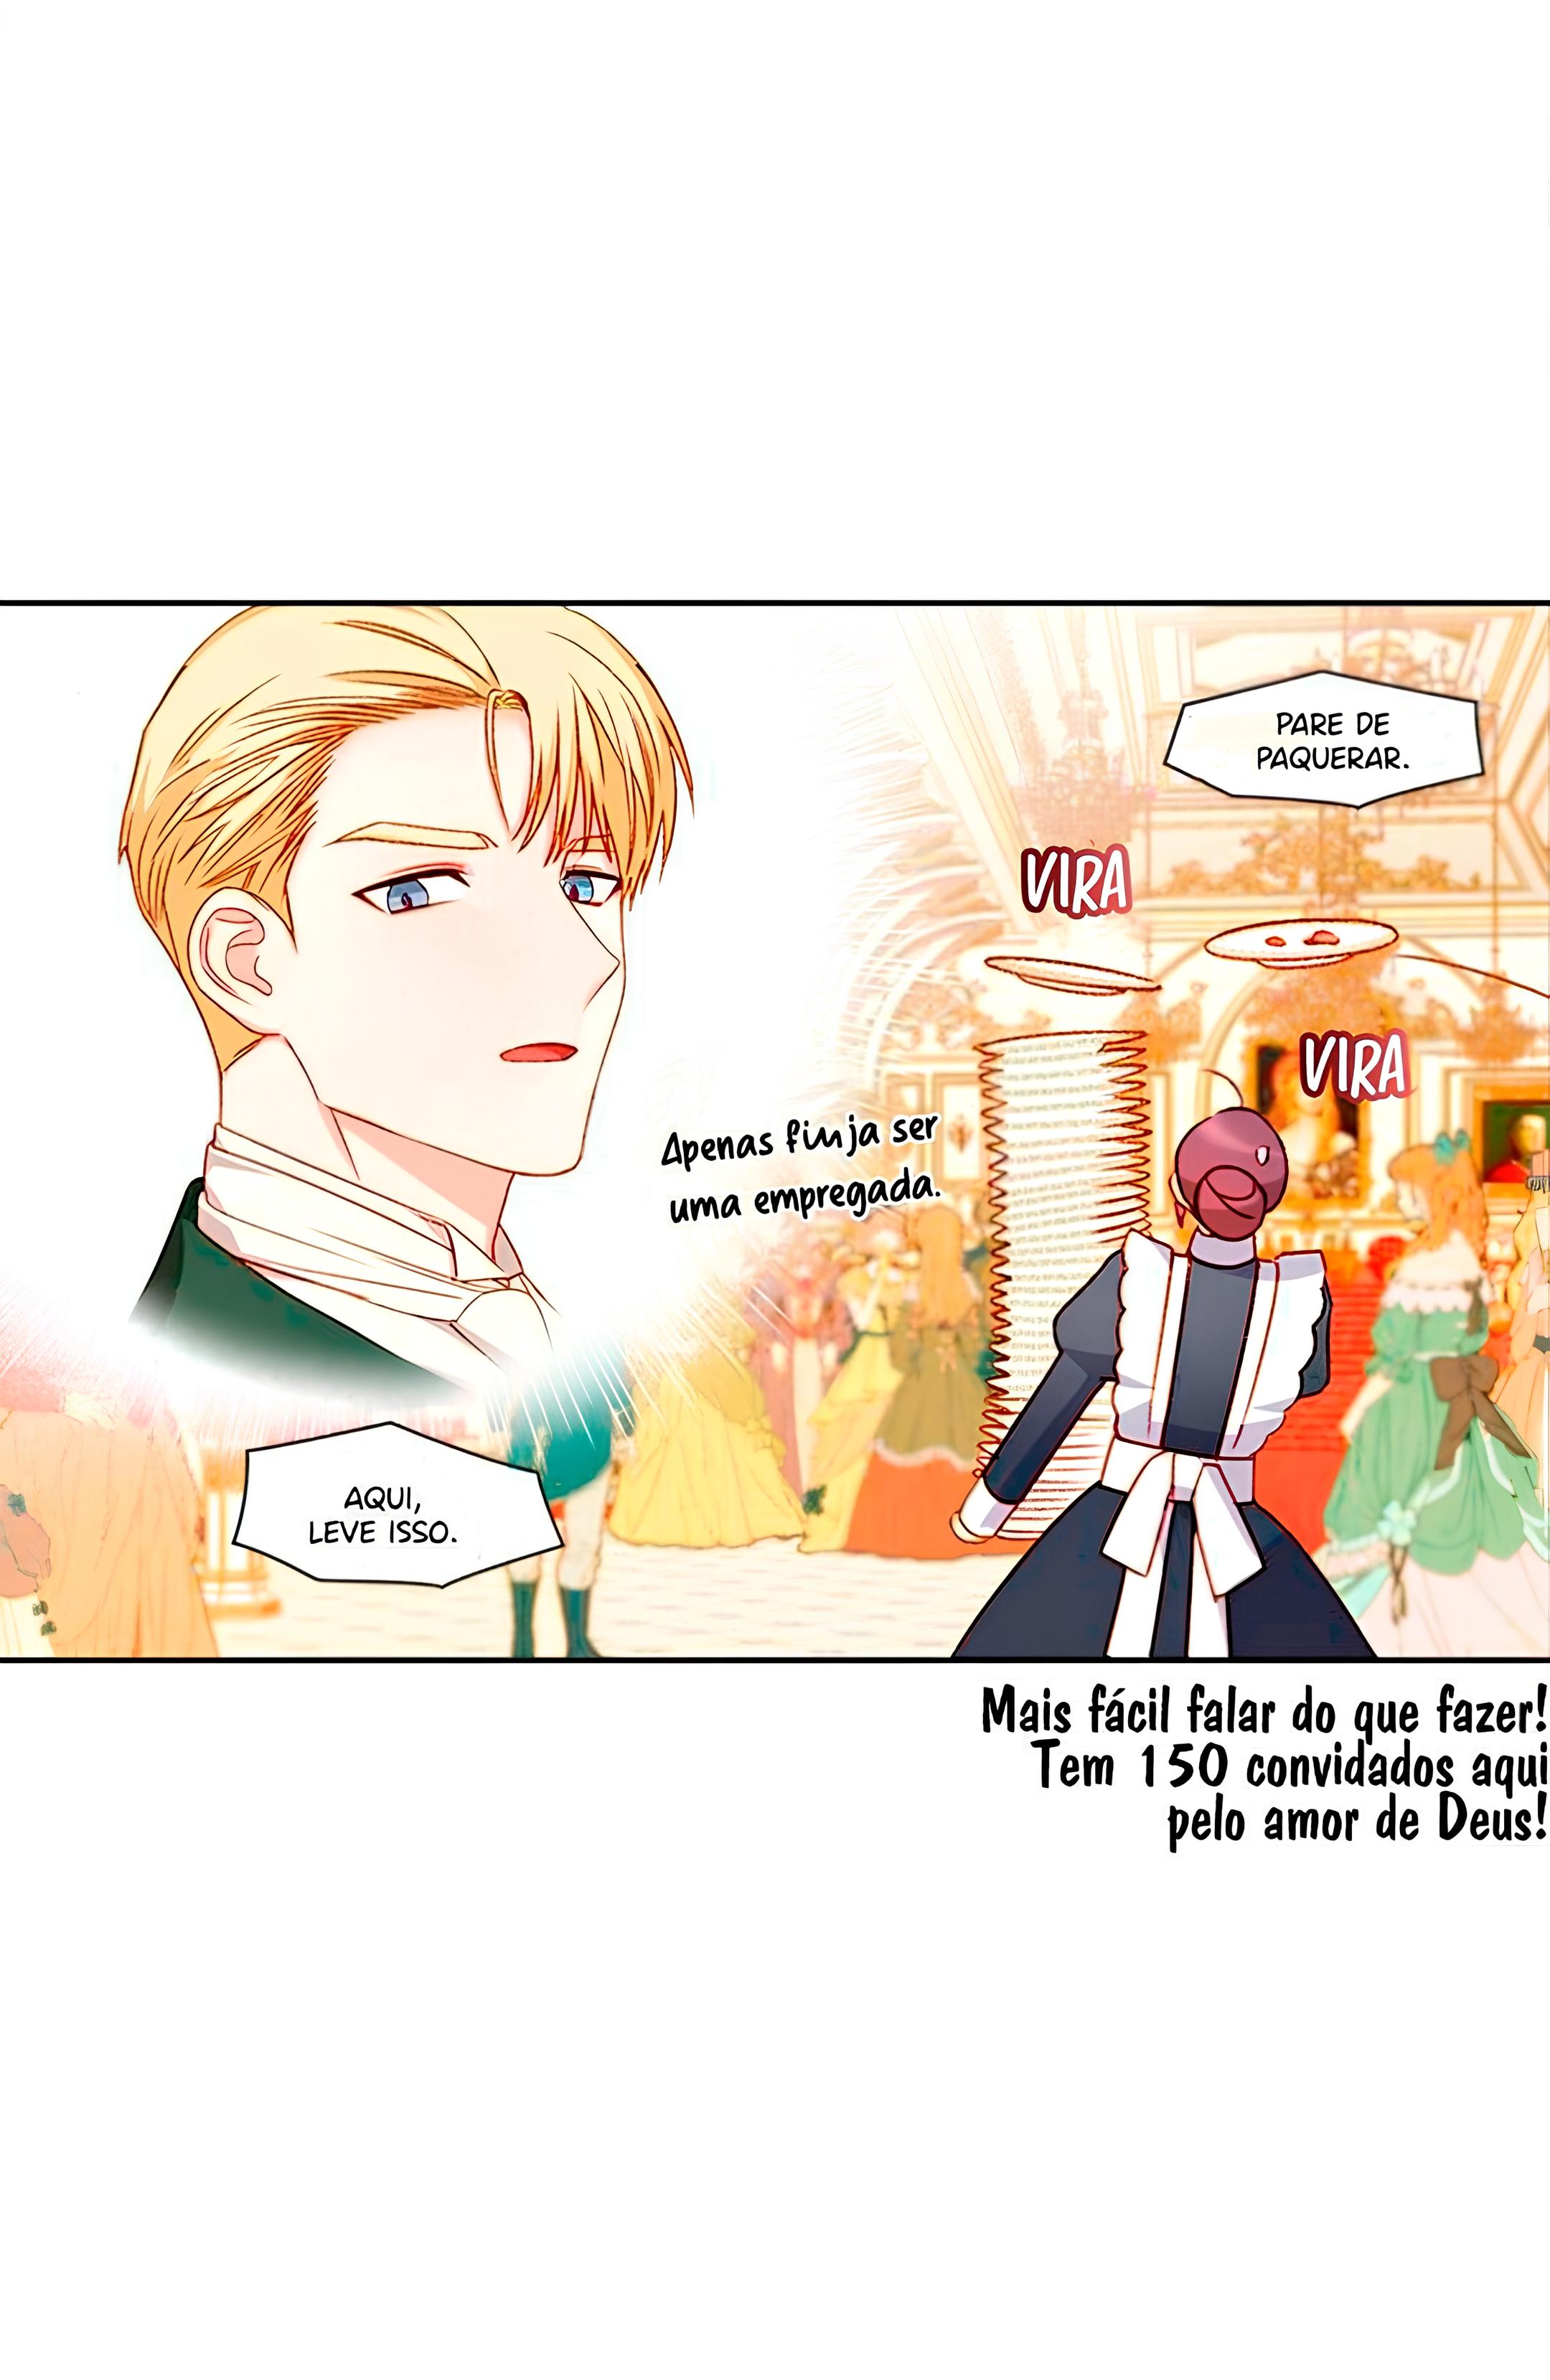 PARE DE
PAQUERAR.
VIRA
VIRA
Apenas finja ser
uma empregada.
AQUI,
LEVE ISSO.
Mais fácil falar do que fazer!
Tem 150 convidados aqui
pelo amor de Deus!